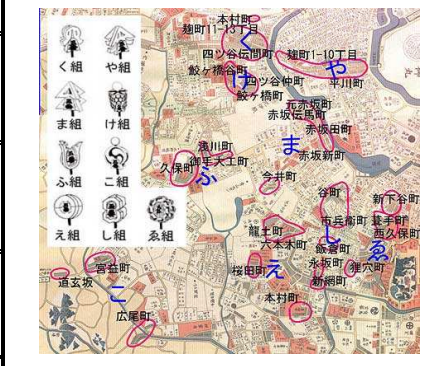 く組 や組
ま組 け組
ふ組 こ組
え組 し組 ゑ組
本村町
麹町11-13丁目
く
四ツ谷伝間町 麹町1-10丁目
や
鮫ヶ橋谷町
け
四ツ谷仲町 平川町
鮫ヶ橋町
元赤坂町
赤坂伝馬町
赤坂田町
ま
浅川町
御手大工町
赤坂新町
久保町
ふ
今井町
谷町
新下谷町
市兵衛町 簑手町
龍土町
し
西久保町
六本木町
飯倉町
ゑ
桜田町
え
永坂町 狸穴町
宮益町
新網町
道玄坂
こ
本村町
広尾町